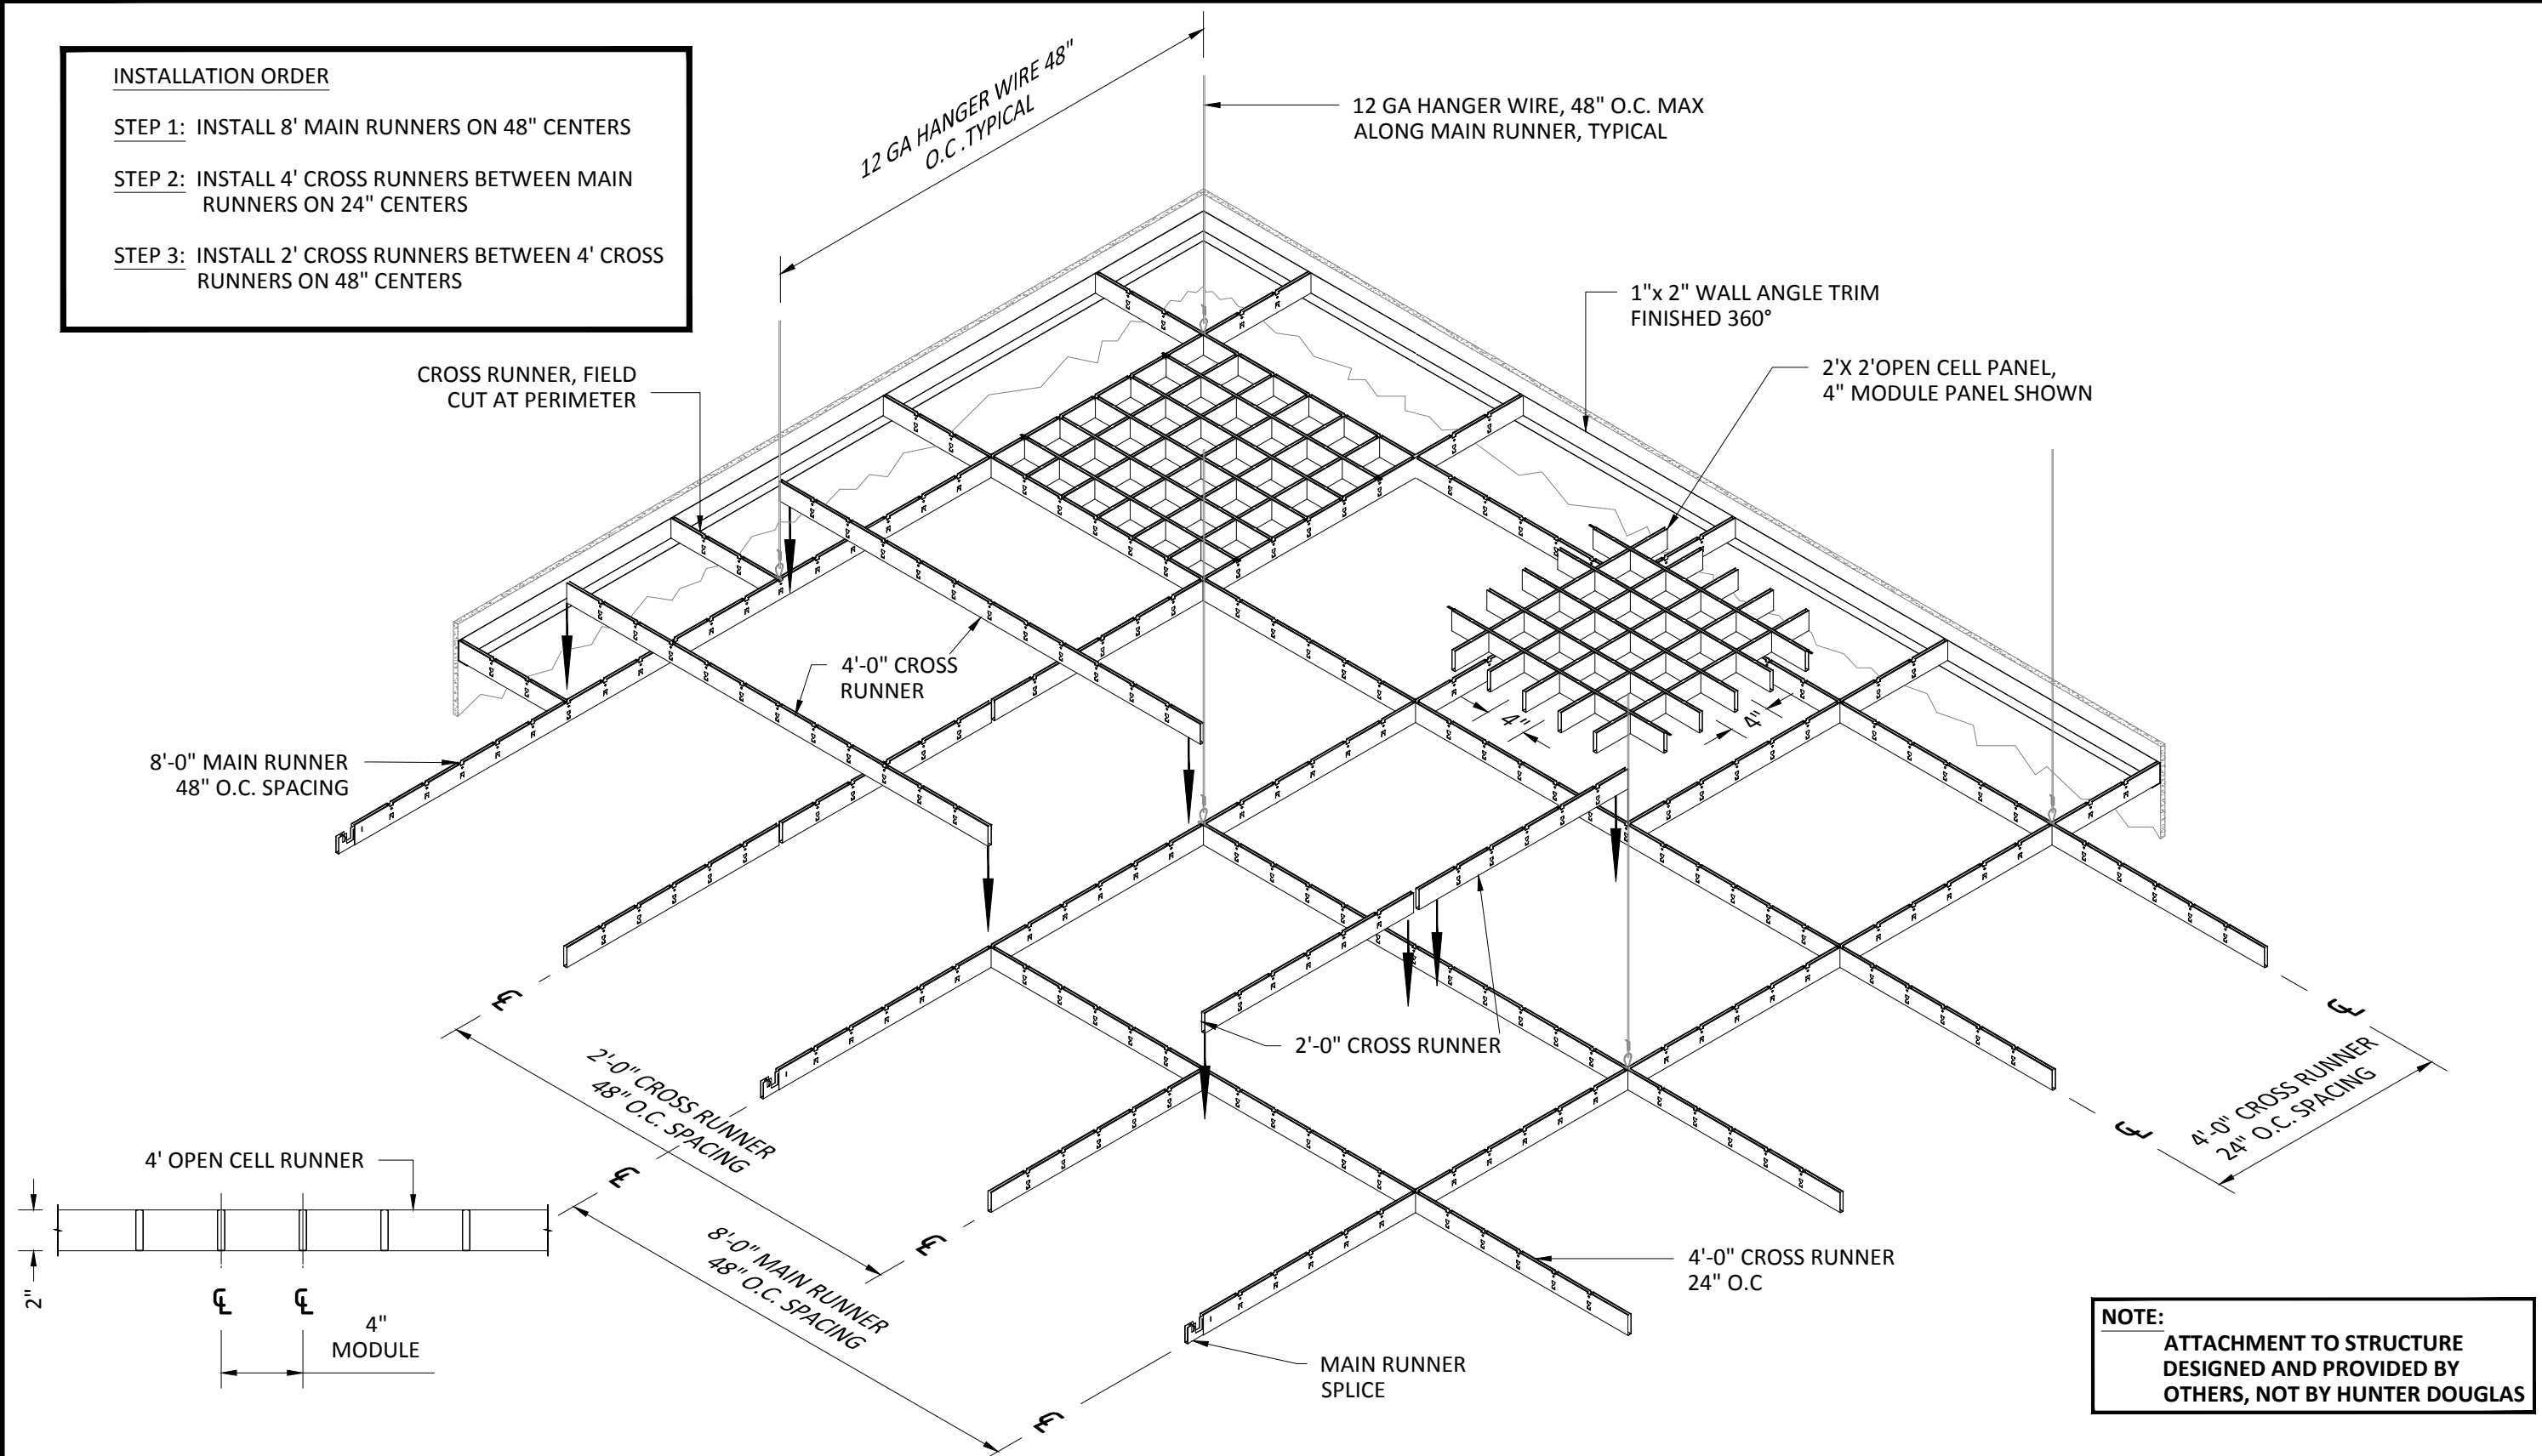 INSTALLATION ORDER
STEP 1: INSTALL 8' MAIN RUNNERS ON 48" CENTERS
STEP 2: INSTALL 4' CROSS RUNNERS BETWEEN MAIN
RUNNERS ON 24" CENTERS
STEP 3: INSTALL 2' CROSS RUNNERS BETWEEN 4' CROSS
RUNNERS ON 48" CENTERS
12 GA HANGER WIRE 48"
O.C .TYPICAL
12 GA HANGER WIRE, 48" O.C. MAX
ALONG MAIN RUNNER, TYPICAL
1"x 2" WALL ANGLE TRIM
FINISHED 360°
2'X 2'OPEN CELL PANEL,
4" MODULE PANEL SHOWN
CROSS RUNNER, FIELD
CUT AT PERIMETER
4'-0" CROSS
RUNNER
4"
4"
8'-0" MAIN RUNNER
48" O.C. SPACING
2'-0" CROSS RUNNER
2'-0" CROSS RUNNER
48" O.C. SPACING
4'-0" CROSS RUNNER
24" O.C. SPACING
8'-0" MAIN RUNNER
48" O.C. SPACING
4' OPEN CELL RUNNER
2"
4"
MODULE
4'-0" CROSS RUNNER
24" O.C
MAIN RUNNER
SPLICE
NOTE:
ATTACHMENT TO STRUCTURE
DESIGNED AND PROVIDED BY
OTHERS, NOT BY HUNTER DOUGLAS